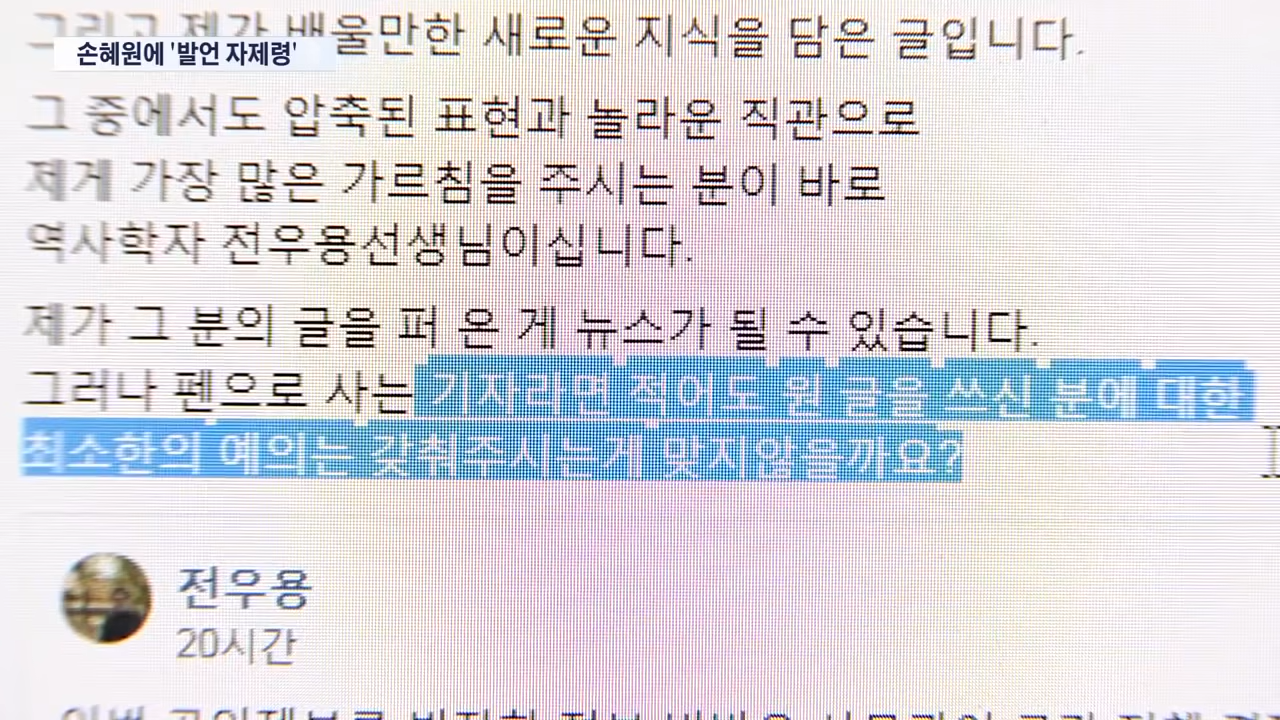 그리고 제가 배울만한 새로운 지식을 담은 글입니다.
손혜원에 '발언 자제령'
그 중에서도 압축된 표현과 놀라운 직관으로
제게 가장 많은 가르침을 주시는 분이 바로
역사학자 전우용선생님이십니다.
제가 그 분의 글을 퍼 온 게 뉴스가 될 수 있습니다.
그러나 펜으로 사는 기자라면 적어도 원 글을 쓰신 분에 대한
최소한의 예의는 갖춰주시는게 맞지않을까요?
전우용
20시간